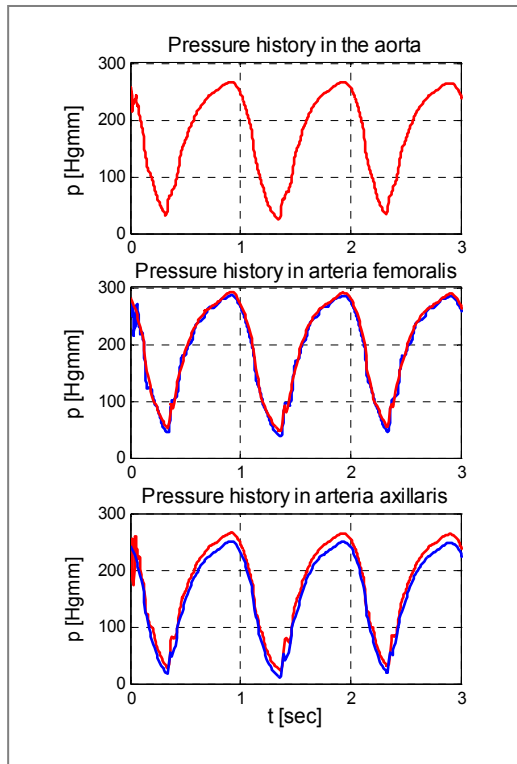 Pressure history in the aorta
300
200
100
0
p [Hgmm]
0 1 2 3
Pressure history in arteria femoralis
300
200
100
0
p [Hgmm]
0 1 2 3
Pressure history in arteria axillaris
300
200
100
0
p [Hgmm]
0 1 2 3
t [sec]